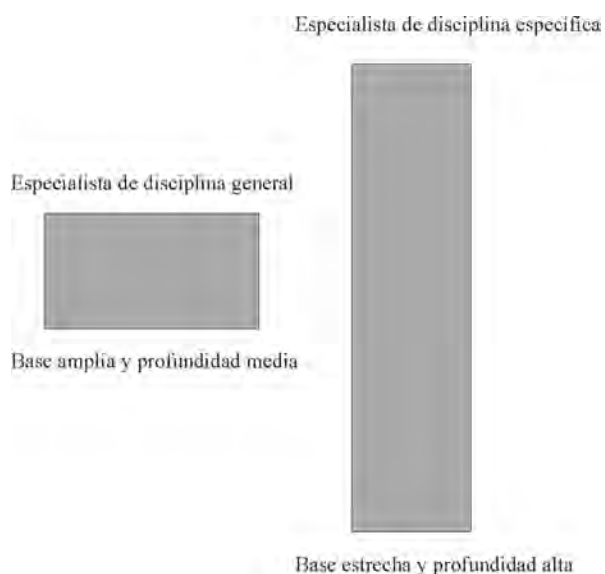 Especialista de disciplina especifica
Especialista de disciplina general
Base amplia y profundidad media
Base estrecha y profundidad alta